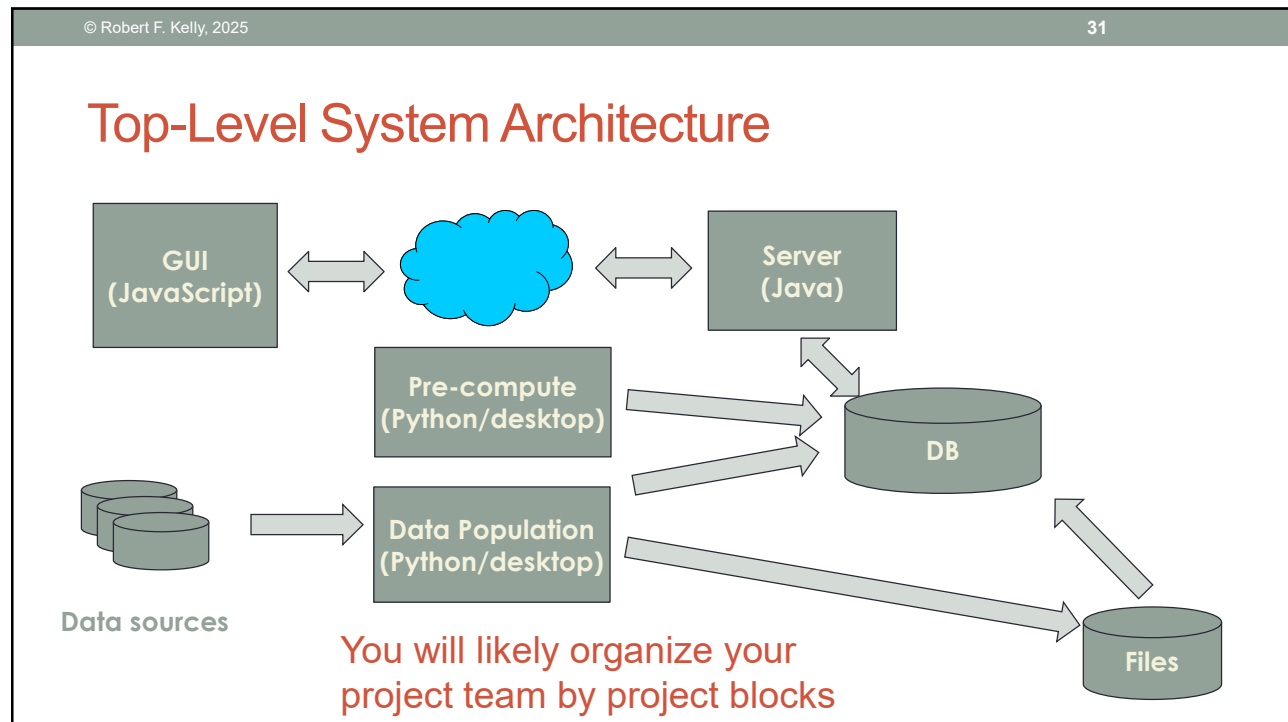 © Robert F. Kelly, 2025
31
Top-Level System Architecture
GUI
(JavaScript)
Server
(Java)
Pre-compute
(Python/desktop)
DB
Data Population
(Python/desktop)
Data sources
You will likely organize your
project team by project blocks
Files